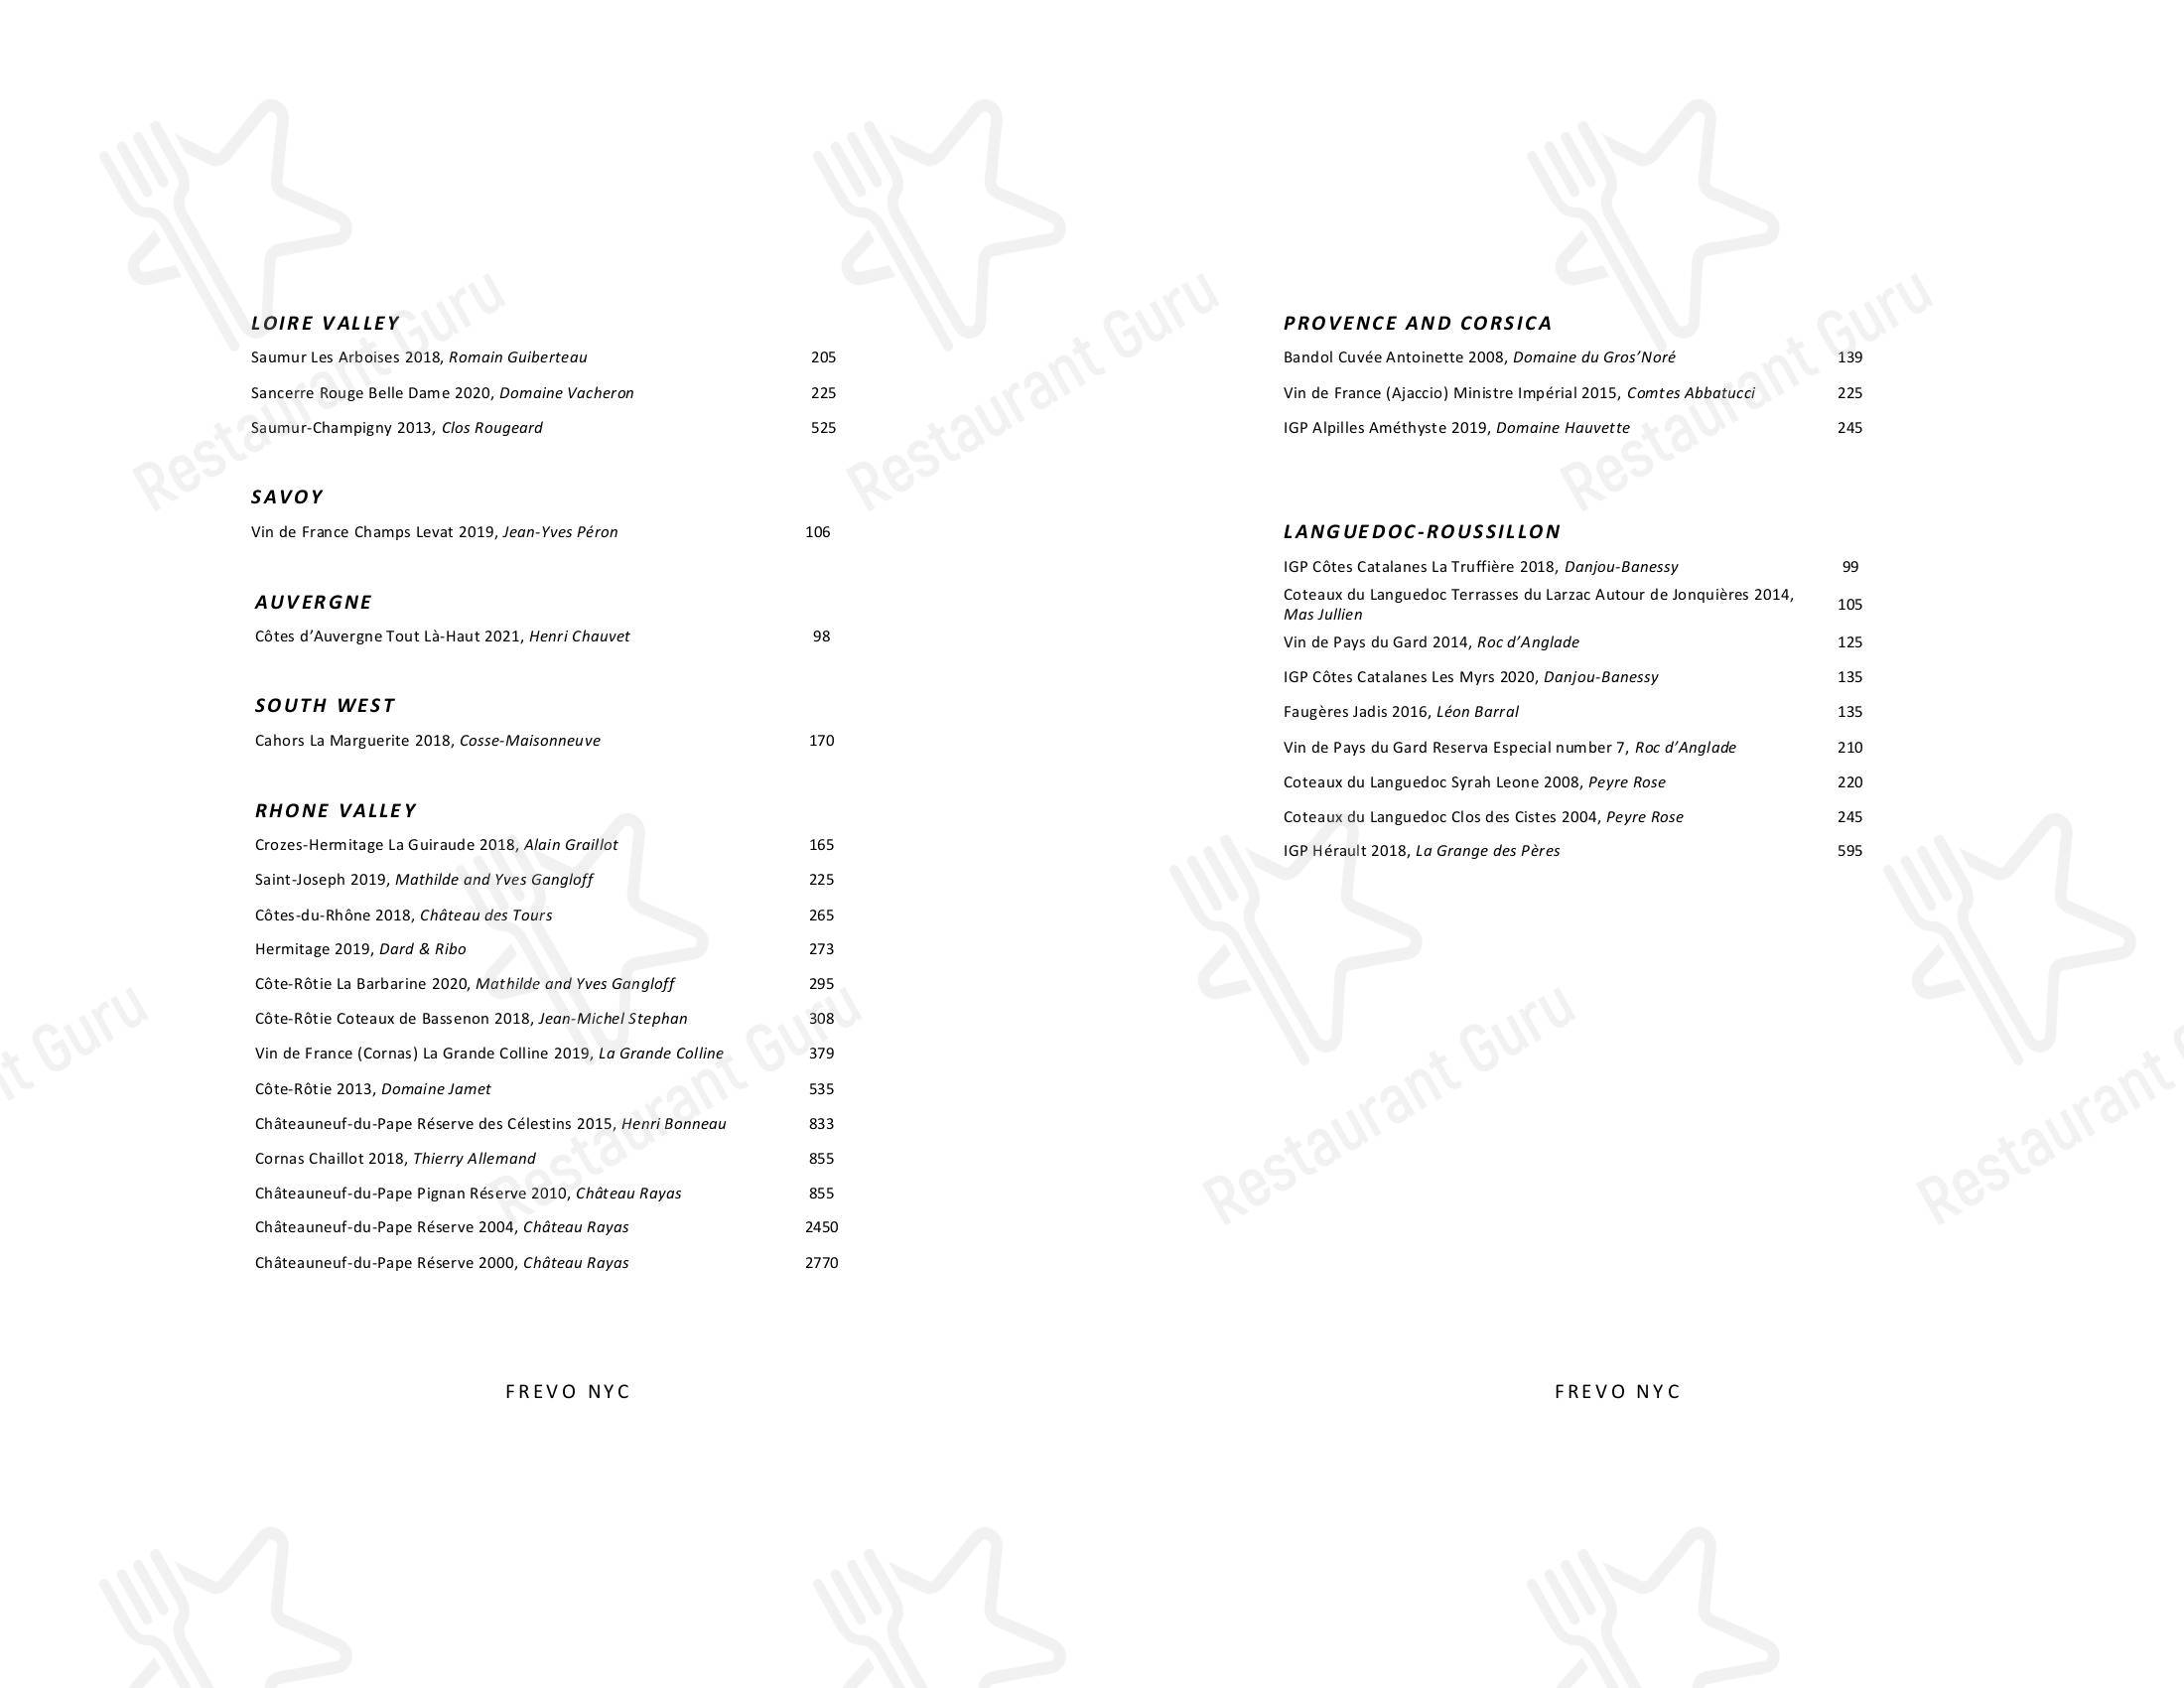 LOIRE VALLEY
Saumur Les Arboises 2018, Romain Guiberteau 205
Sancerre Rouge Belle Dame 2020, Domaine Vacheron 225
Saumur-Champigny 2013, Clos Rougeard 525
SAVOY
Vin de France Champs Levat 2019, Jean-Yves Péron 106
AUVERGNE
Côtes d’Auvergne Tout Là-Haut 2021, Henri Chauvet 98
SOUTH WEST
Cahors La Marguerite 2018, Cosse-Maisonneuve 170
RHONE VALLEY
Crozes-Hermitage La Guiraude 2018, Alain Graillot 165
Saint-Joseph 2019, Mathilde and Yves Gangloff 225
Côtes-du-Rhône 2018, Château des Tours 265
Hermitage 2019, Dard & Ribo 273
Côte-Rôtie La Barbarine 2020, Mathilde and Yves Gangloff 295
Côte-Rôtie Coteaux de Bassenon 2018, Jean-Michel Stephan 308
Vin de France (Cornas) La Grande Colline 2019, La Grande Colline 379
Côte-Rôtie 2013, Domaine Jamet 535
Châteauneuf-du-Pape Réserve des Célestins 2015, Henri Bonneau 833
Cornas Chaillot 2018, Thierry Allemand 855
Châteauneuf-du-Pape Pignan Réserve 2010, Château Rayas 855
Châteauneuf-du-Pape Réserve 2004, Château Rayas 2450
Châteauneuf-du-Pape Réserve 2000, Château Rayas 2770
FREVO NYC
PROVENCE AND CORSICA
Bandol Cuvée Antoinette 2008, Domaine du Gros’Noré 139
Vin de France (Ajaccio) Ministre Impérial 2015, Comtes Abbatucci 225
IGP Alpilles Améthyste 2019, Domaine Hauvette 245
LANGUEDOC-ROUSSILLON
IGP Côtes Catalanes La Truffière 2018, Danjou-Banessy 99
Coteaux du Languedoc Terrasses du Larzac Autour de Jonquières 2014,
Mas Jullien 105
Vin de Pays du Gard 2014, Roc d’Anglade 125
IGP Côtes Catalanes Les Myrs 2020, Danjou-Banessy 135
Faugères Jadis 2016, Léon Barral 135
Vin de Pays du Gard Reserva Especial number 7, Roc d’Anglade 210
Coteaux du Languedoc Syrah Leone 2008, Peyre Rose 220
Coteaux du Languedoc Clos des Cistes 2004, Peyre Rose 245
IGP Hérault 2018, La Grange des Pères 595
FREVO NYC
Restaurant Guru
Restaurant Guru
Restaurant Guru
nt Guru
Restaurant Guru
Restaurant Guru
Restaurant G